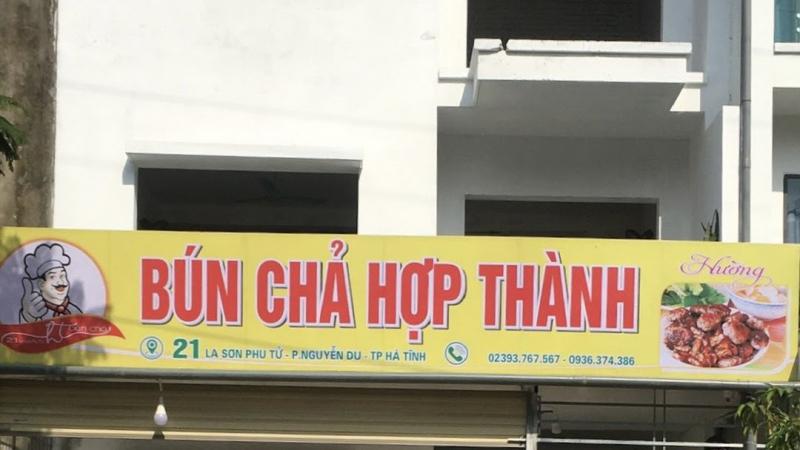 BÚN CHẢ HỢP THÀNH
Hường
21 LA SƠN PHU TỬ - P.NGUYỄN DU - TP HÀ TĨNH
02393.767.567 - 0936.374.386